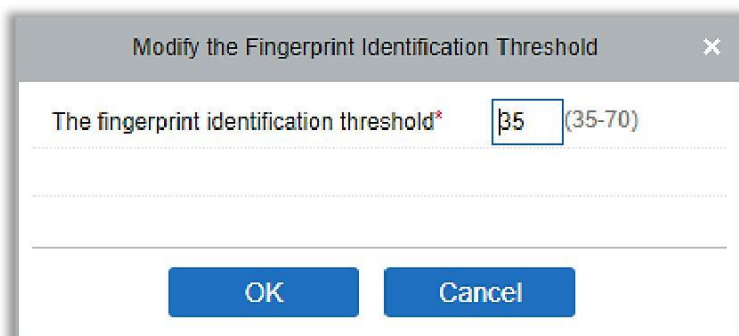 Modify the Fingerprint Identification Threshold ×
The fingerprint identification threshold* 35 (35-70)
OK Cancel